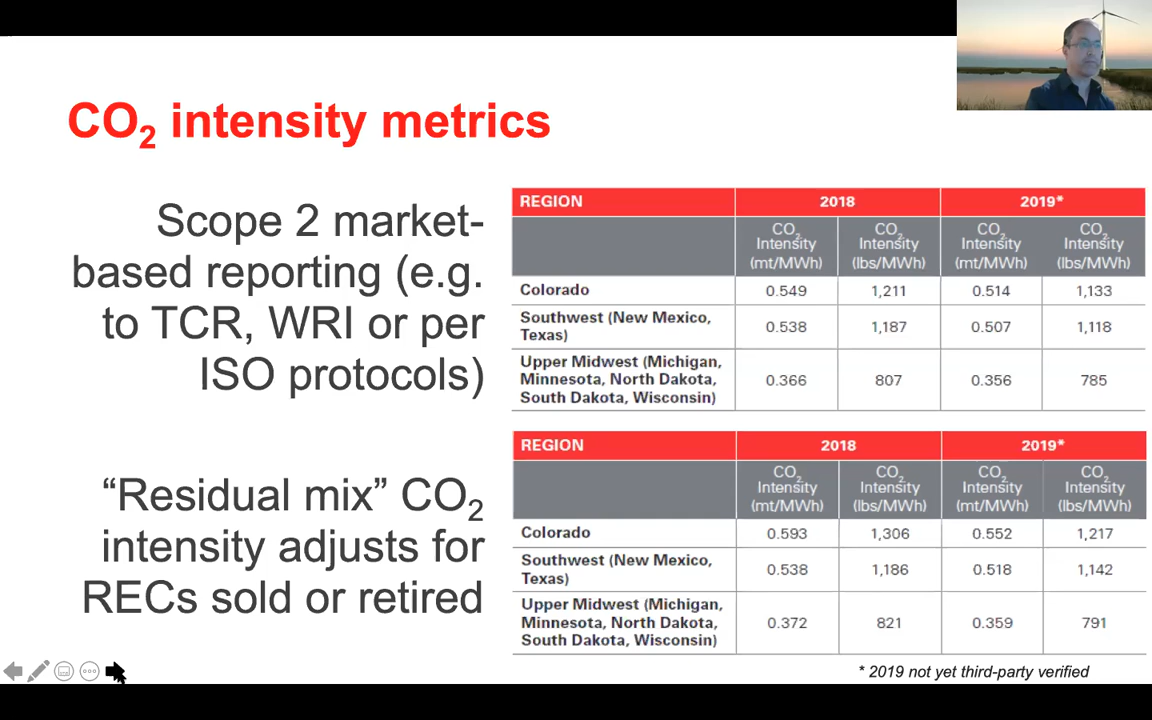 CO2 intensity metrics
Scope 2 market-
based reporting (e.g.
to TCR, WRI or per
ISO protocols)
REGION 2018 2019*
CO2 Intensity (mt/MWh) CO2 Intensity (lbs/MWh) CO2 Intensity (mt/MWh) CO2 Intensity (lbs/MWh)
Colorado 0.549 1,211 0.514 1,133
Southwest (New Mexico,
Texas) 0.538 1,187 0.507 1,118
Upper Midwest (Michigan,
Minnesota, North Dakota,
South Dakota, Wisconsin) 0.366 807 0.356 785
“Residual mix” CO2
intensity adjusts for
RECs sold or retired
REGION 2018 2019*
CO2 Intensity (mt/MWh) CO2 Intensity (lbs/MWh) CO2 Intensity (mt/MWh) CO2 Intensity (lbs/MWh)
Colorado 0.593 1,306 0.552 1,217
Southwest (New Mexico,
Texas) 0.538 1,186 0.518 1,142
Upper Midwest (Michigan,
Minnesota, North Dakota,
South Dakota, Wisconsin) 0.372 821 0.359 791
* 2019 not yet third-party verified